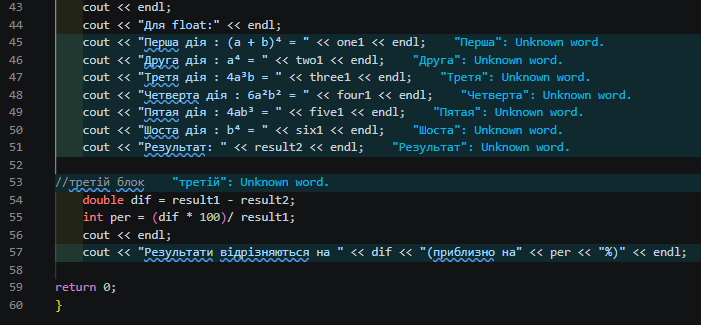 43 cout << endl;
44 cout << "Для float:" << endl;
45 cout << "Перша дія : (a + b)⁴ = " << one1 << endl; "Перша": Unknown word.
46 cout << "Друга дія : a⁴ = " << two1 << endl; "Друга": Unknown word.
47 cout << "Третя дія : 4a³b = " << three1 << endl; "Третя": Unknown word.
48 cout << "Четверта дія : 6a²b² = " << four1 << endl; "Четверта": Unknown word.
49 cout << "Пятая дія : 4ab³ = " << five1 << endl; "Пятая": Unknown word.
50 cout << "Шоста дія : b⁴ = " << six1 << endl; "Шоста": Unknown word.
51 cout << "Результат: " << result2 << endl; "Результат": Unknown word.
52
53 //третій блок "третій": Unknown word.
54 double dif = result1 - result2;
55 int per = (dif * 100)/ result1;
56 cout << endl;
57 cout << "Результати відрізняються на " << dif << "(приблизно на" << per << "%)" << endl;
58
59 return 0;
60 }